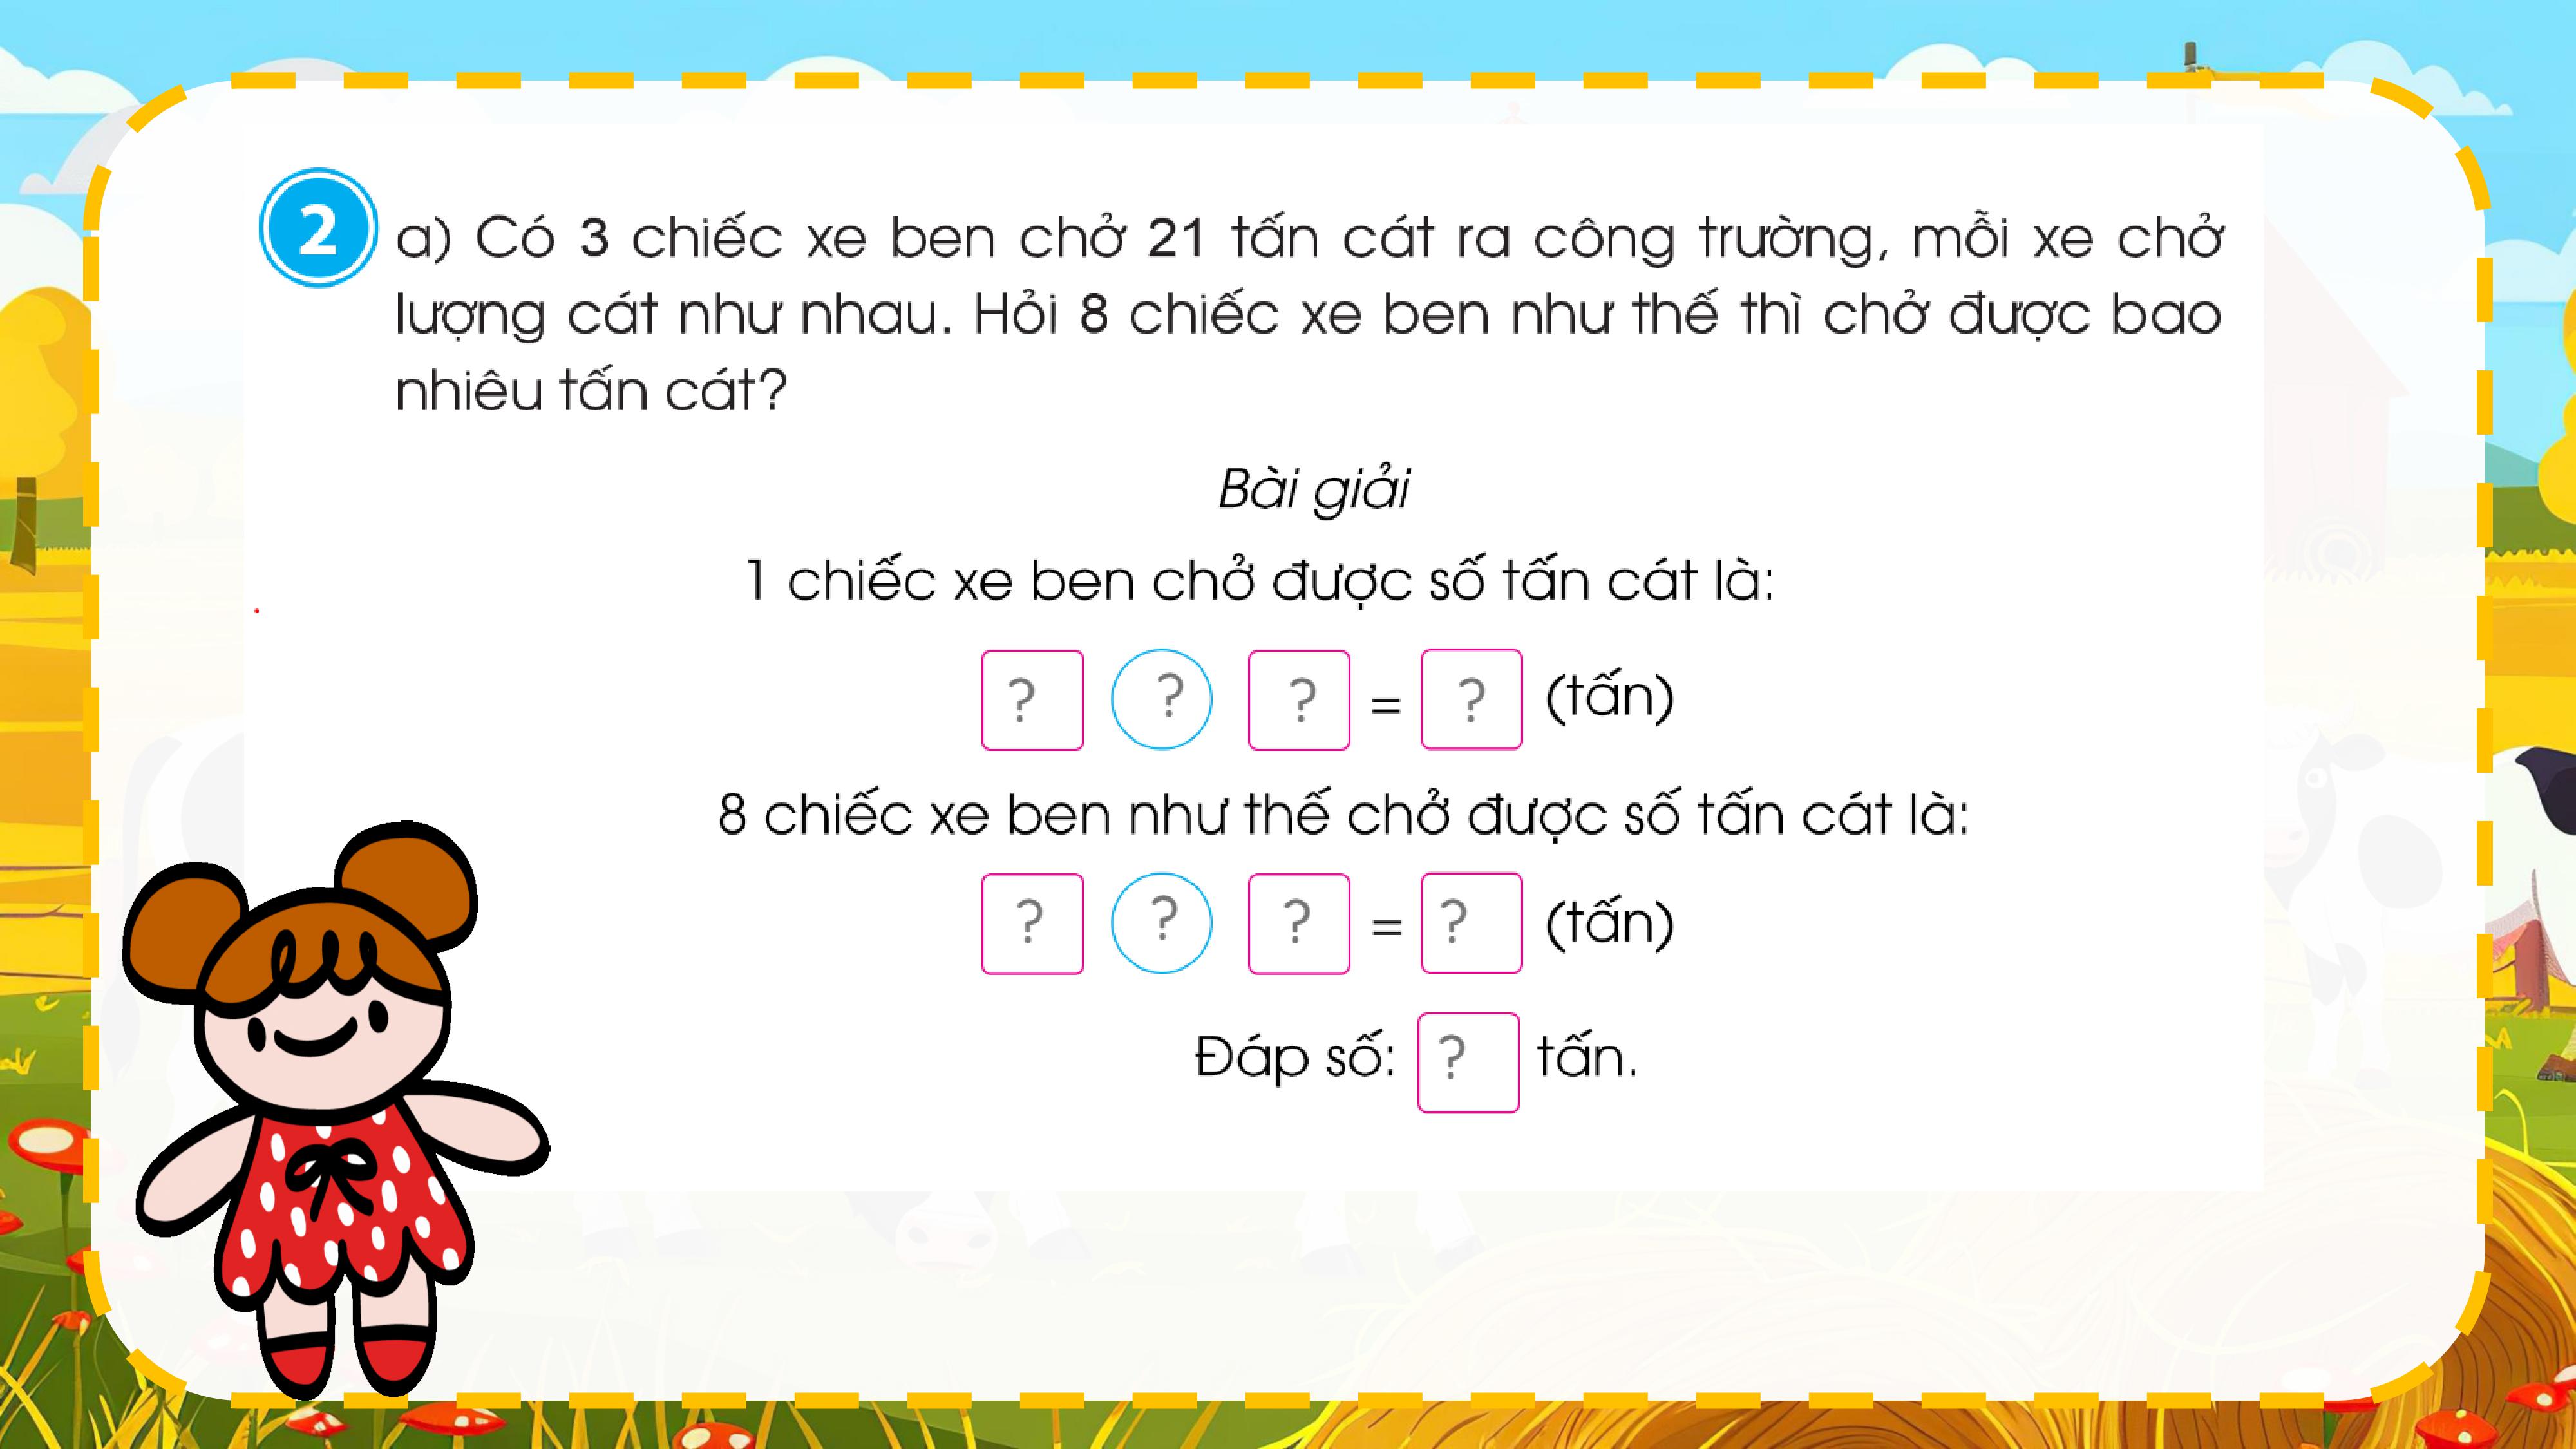 2
a) Có 3 chiếc xe ben chở 21 tấn cát ra công trường, mỗi xe chở
lượng cát như nhau. Hỏi 8 chiếc xe ben như thế thì chở được bao
nhiêu tấn cát?
Bài giải
1 chiếc xe ben chở được số tấn cát là:
? ? ? = ? (tấn)
8 chiếc xe ben như thế chở được số tấn cát là:
? ? ? = ? (tấn)
Đáp số: ? tấn.